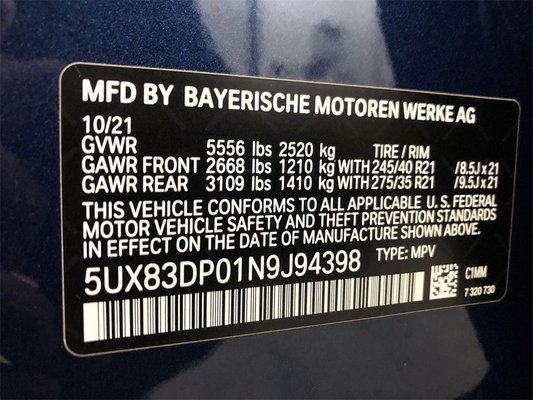 MFD BY BAYERISCHE MOTOREN WERKE AG
10/21
GVWR 5556 lbs 2520 kg TIRE / RIM
GAWR FRONT 2668 lbs 1210 kg WITH 245/40 R21 /8.5J x 21
GAWR REAR 3109 lbs 1410 kg WITH 275/35 R21 /9.5J x 21
THIS VEHICLE CONFORMS TO ALL APPLICABLE U. S. FEDERAL
MOTOR VEHICLE SAFETY AND THEFT PREVENTION STANDARDS
IN EFFECT ON THE DATE OF MANUFACTURE SHOWN ABOVE.
5UX83DP01N9J94398 TYPE: MPV
C1MM
7 320 730